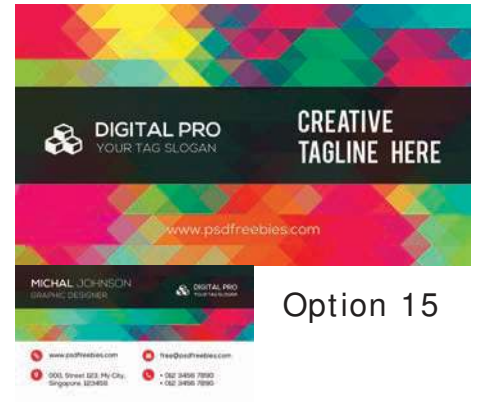 DIGITAL PRO
YOUR TAG SLOGAN
CREATIVE
TAGLINE HERE
www.psdfreebies.com
MICHAL JOHNSON
GRAPHIC DESIGNER
DIGITAL PRO
YOUR TAG SLOGAN
www.psdfreebies.com
free@psdfreebies.com
000, Street 123, My City,
Singapore, 123456
+ 012 3456 7890
+ 012 3456 7890
Option 15